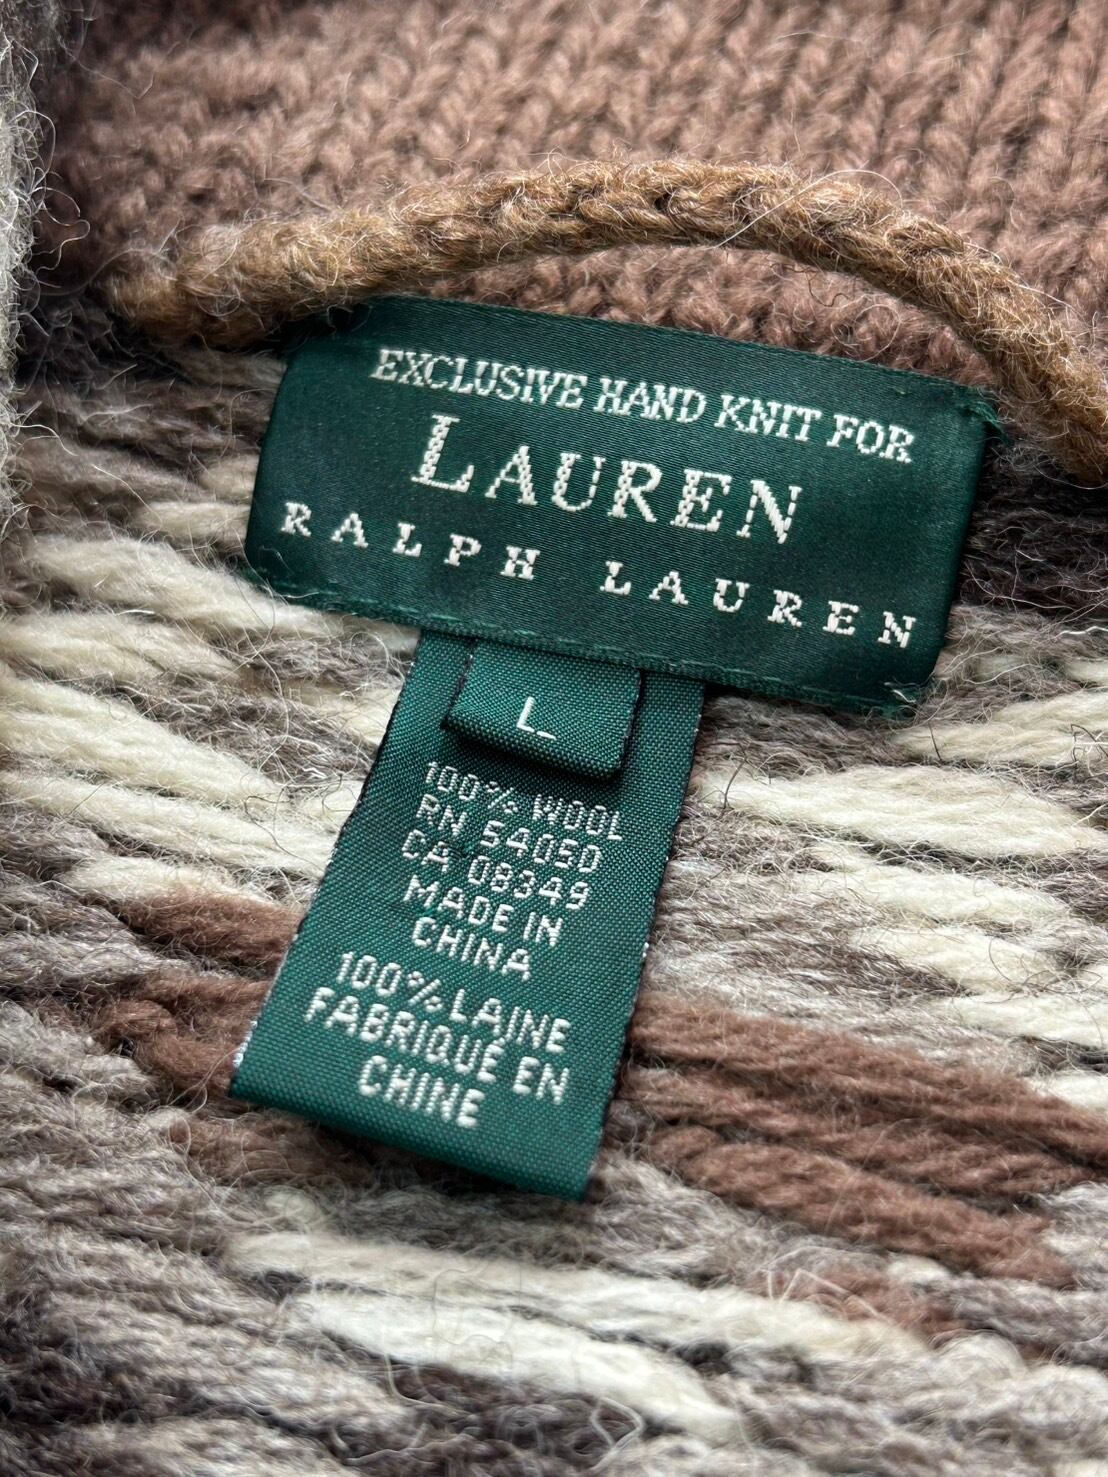 EXCLUSIVE HAND KNIT FOR
LAUREN
RALPH LAUREN
L
100% WOOL
RN 54050
CA 08349
MADE IN
CHINA
100% LAINE
FABRIQUÉ EN
CHINE